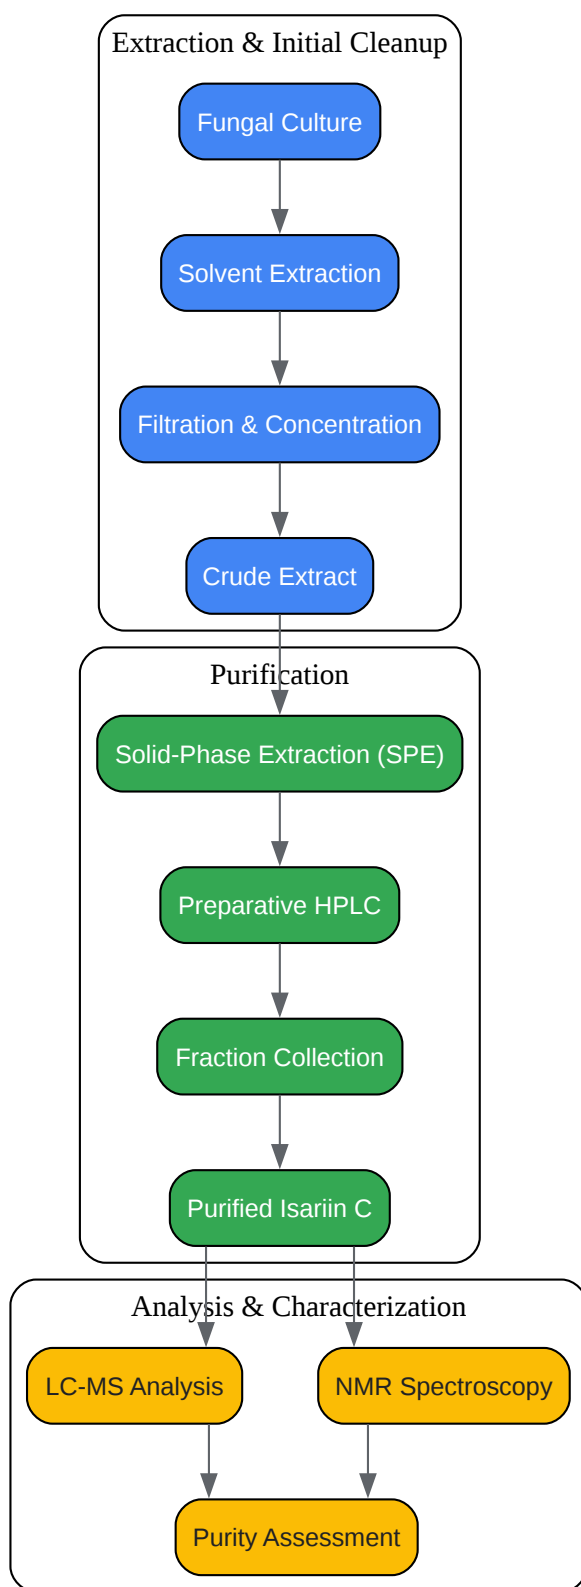 Extraction & Initial Cleanup
Fungal Culture
Solvent Extraction
Filtration & Concentration
Crude Extract
Purification
Solid-Phase Extraction (SPE)
Preparative HPLC
Fraction Collection
Purified Isariin C
Analysis & Characterization
LC-MS Analysis
NMR Spectroscopy
Purity Assessment